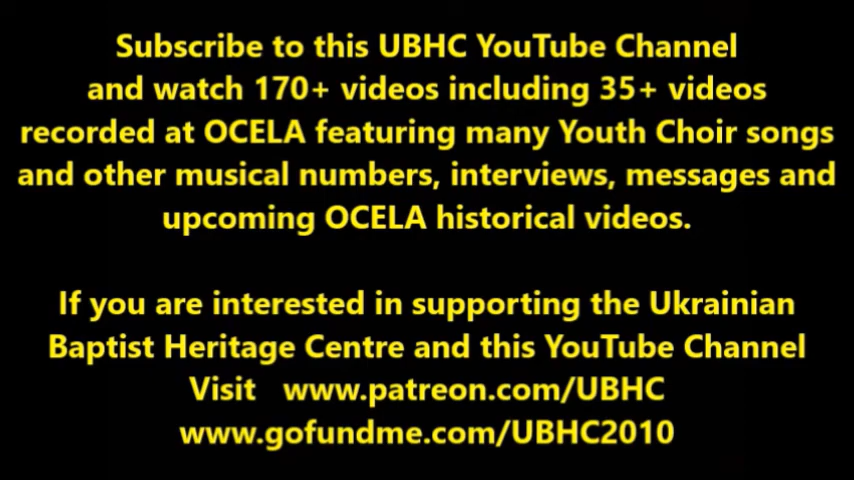 Subscribe to this UBHC YouTube Channel
and watch 170+ videos including 35+ videos
recorded at OCELA featuring many Youth Choir songs
and other musical numbers, interviews, messages and
upcoming OCELA historical videos.
If you are interested in supporting the Ukrainian
Baptist Heritage Centre and this YouTube Channel
Visit www.patreon.com/UBHC
www.gofundme.com/UBHC2010